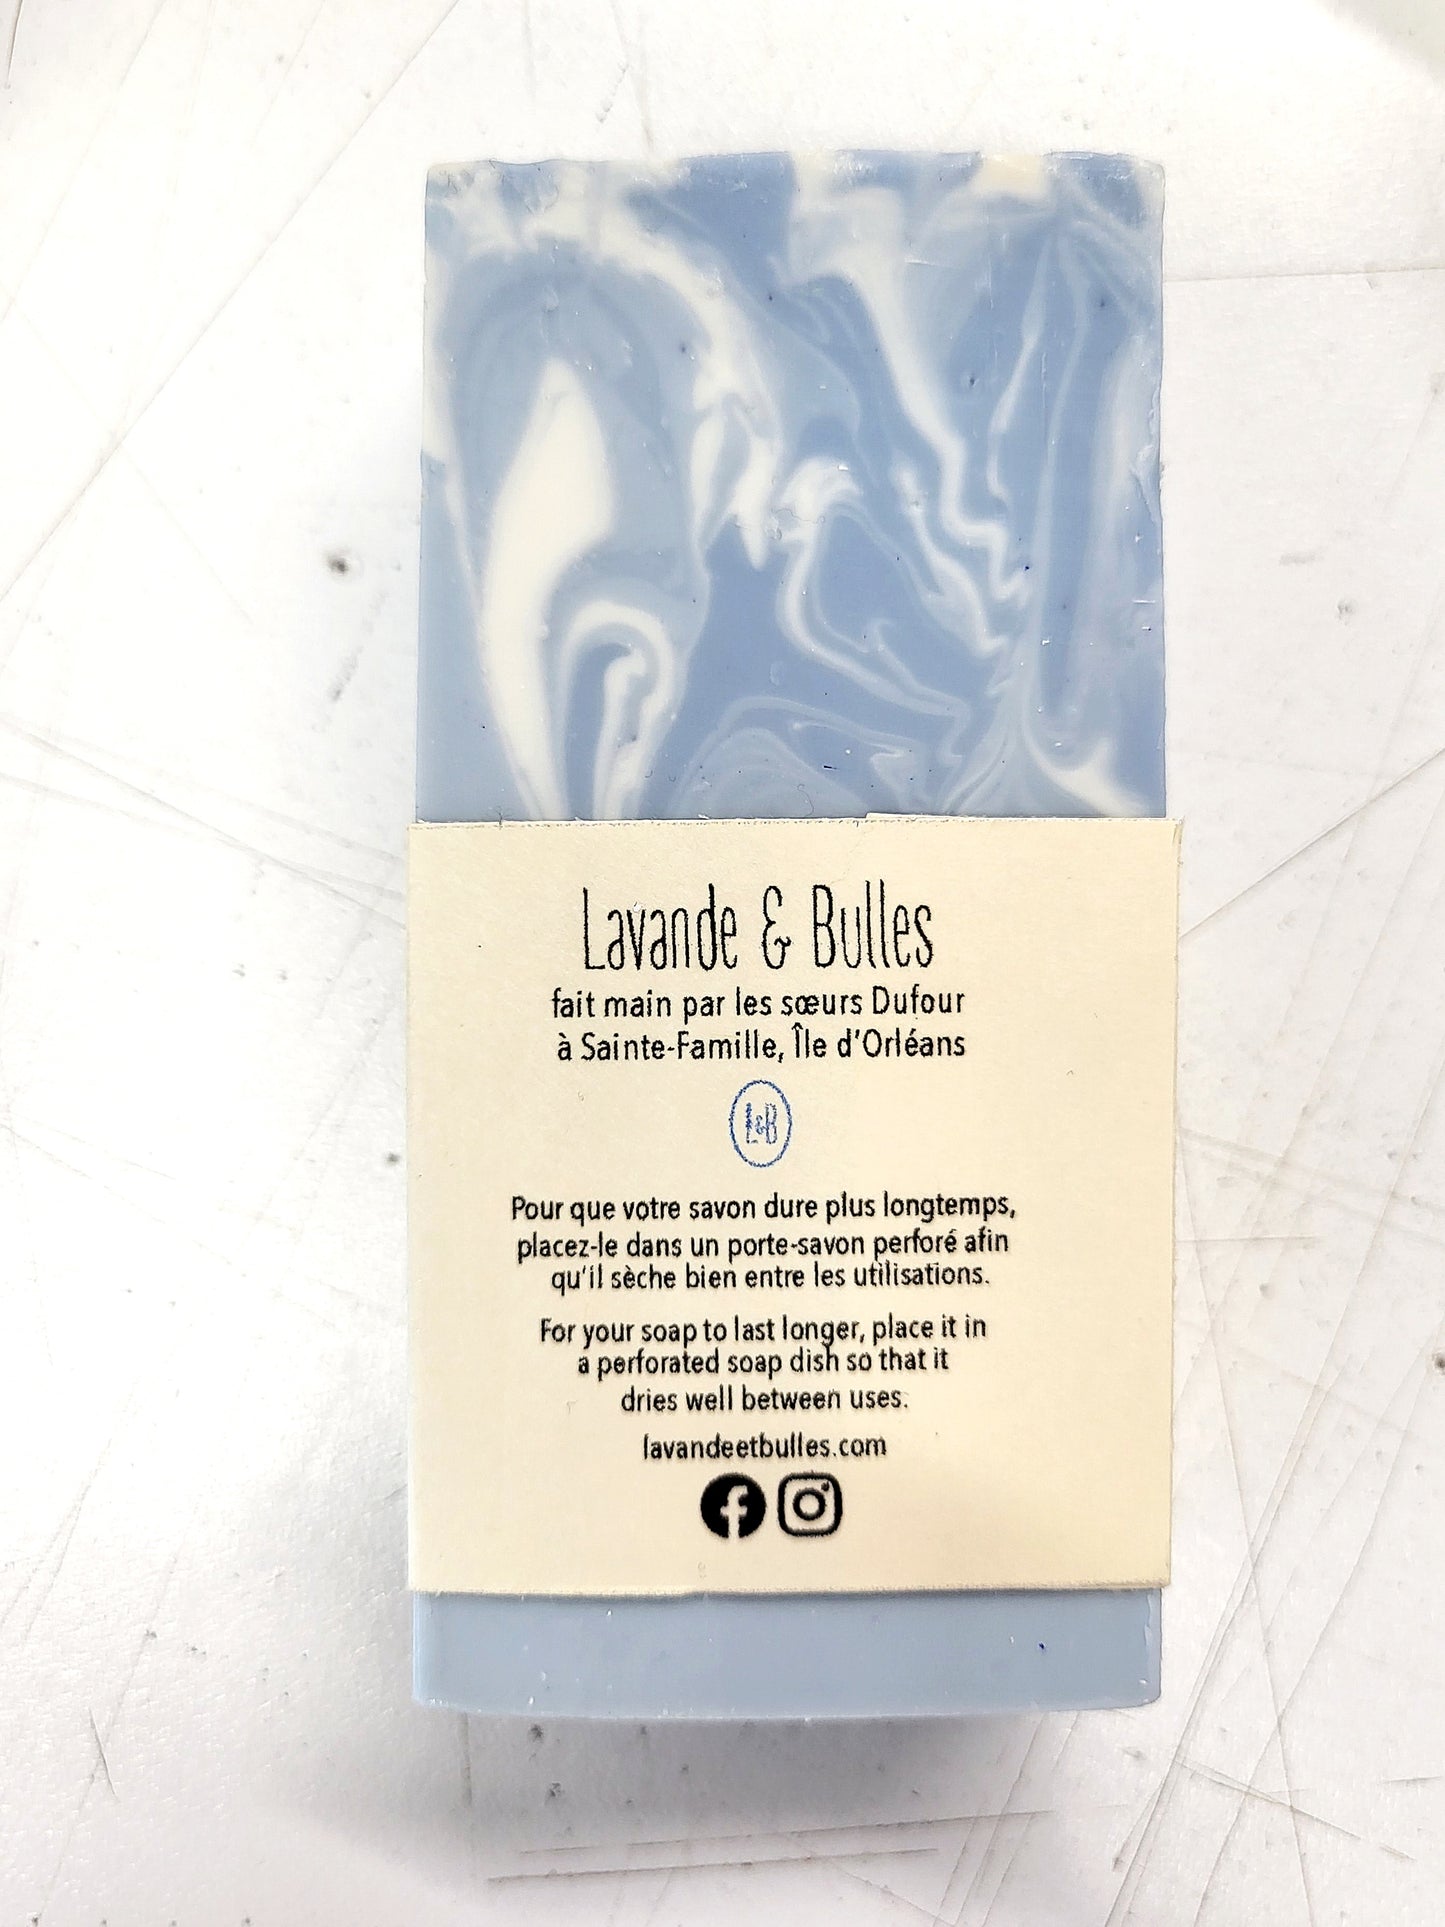 Lavande & Bulles
fait main par les sœurs Dufour
à Sainte-Famille, Île d'Orléans
L&B
Pour que votre savon dure plus longtemps,
placez-le dans un porte-savon perforé afin
qu'il sèche bien entre les utilisations.
For your soap to last longer, place it in
a perforated soap dish so that it
dries well between uses.
lavandeetbulles.com